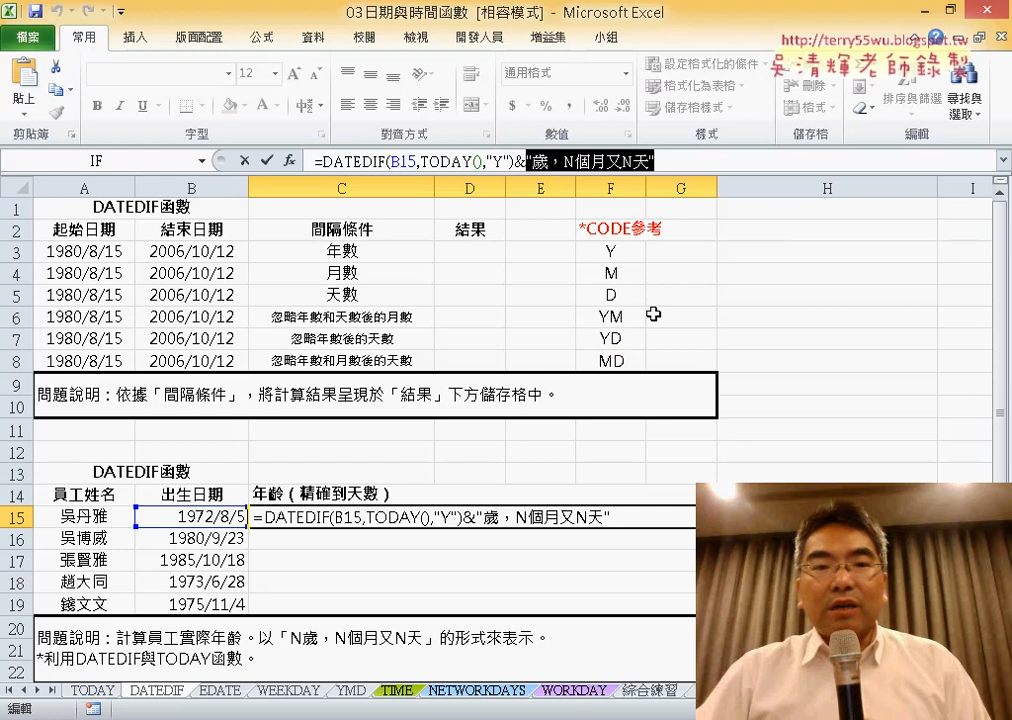 03日期與時間函數 [相容模式] - Microsoft Excel
檔案 常用 插入 版面配置 公式 資料 校閱 檢視 開發人員 增益集 小組
http://terry55wu.blogspot.tw
吳清輝老師錄製
貼上 12 B I U 中 通用格式 $ % 設定格式化的條件 格式化為表格 儲存格樣式 刪除 格式 Σ 排序與篩選 尋找與選取
剪貼簿 字型 對齊方式 數值 樣式 儲存格 編輯
IF =DATEDIF(B15,TODAY(),"Y")&"歲，N個月又N天"
A B C D E F G H I
1 DATEDIF函數
2 起始日期 結束日期 間隔條件 結果 *CODE參考
3 1980/8/15 2006/10/12 年數 Y
4 1980/8/15 2006/10/12 月數 M
5 1980/8/15 2006/10/12 天數 D
6 1980/8/15 2006/10/12 忽略年數和天數後的月數 YM
7 1980/8/15 2006/10/12 忽略年數後的天數 YD
8 1980/8/15 2006/10/12 忽略年數和月數後的天數 MD
9
問題說明：依據「間隔條件」，將計算結果呈現於「結果」下方儲存格中。
10
11
12
13 DATEDIF函數
14 員工姓名 出生日期 年齡（精確到天數）
15 吳丹雅 1972/8/5 =DATEDIF(B15,TODAY(),"Y")&"歲，N個月又N天"
16 吳博威 1980/9/23
17 張賢雅 1985/10/18
18 趙大同 1973/6/28
19 錢文文 1975/11/4
20 問題說明：計算員工實際年齡。以「N歲，N個月又N天」的形式來表示。
21 *利用DATEDIF與TODAY函數。
22
TODAY DATEDIF EDATE WEEKDAY YMD TIME NETWORKDAYS WORKDAY 綜合練習
編輯